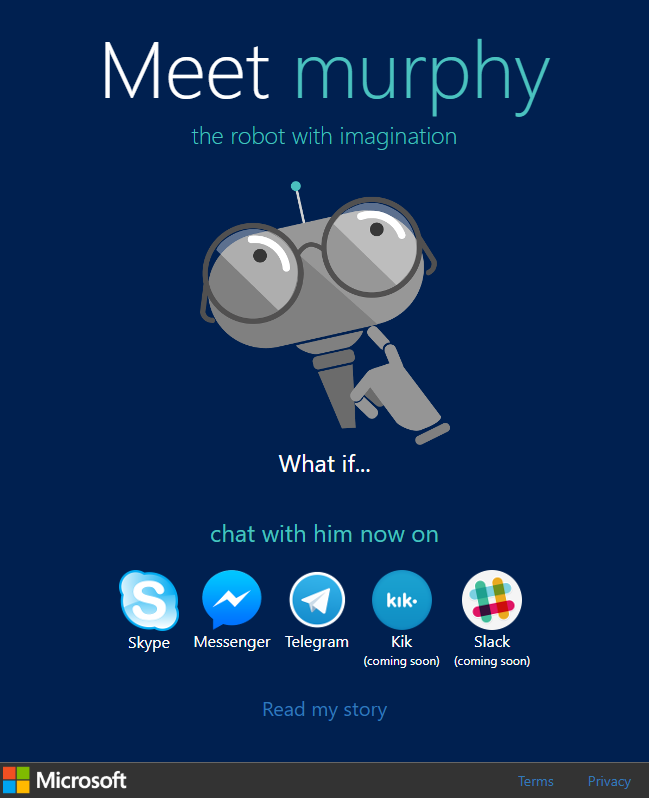 Meet murphy
the robot with imagination
What if...
chat with him now on
S
kik.
Skype Messenger Telegram Kik Slack
(coming soon) (coming soon)
Read my story
Microsoft Terms Privacy